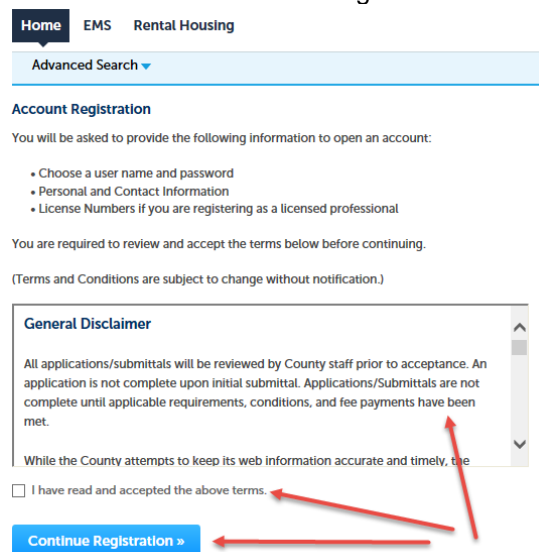 Home EMS Rental Housing
Advanced Search
Account Registration
You will be asked to provide the following information to open an account:
• Choose a user name and password
• Personal and Contact Information
• License Numbers if you are registering as a licensed professional
You are required to review and accept the terms below before continuing.
(Terms and Conditions are subject to change without notification.)
General Disclaimer
All applications/submittals will be reviewed by County staff prior to acceptance. An
application is not complete upon initial submittal. Applications/Submittals are not
complete until applicable requirements, conditions, and fee payments have been
met.
While the County attempts to keep its web information accurate and timely, the
I have read and accepted the above terms.
Continue Registration »